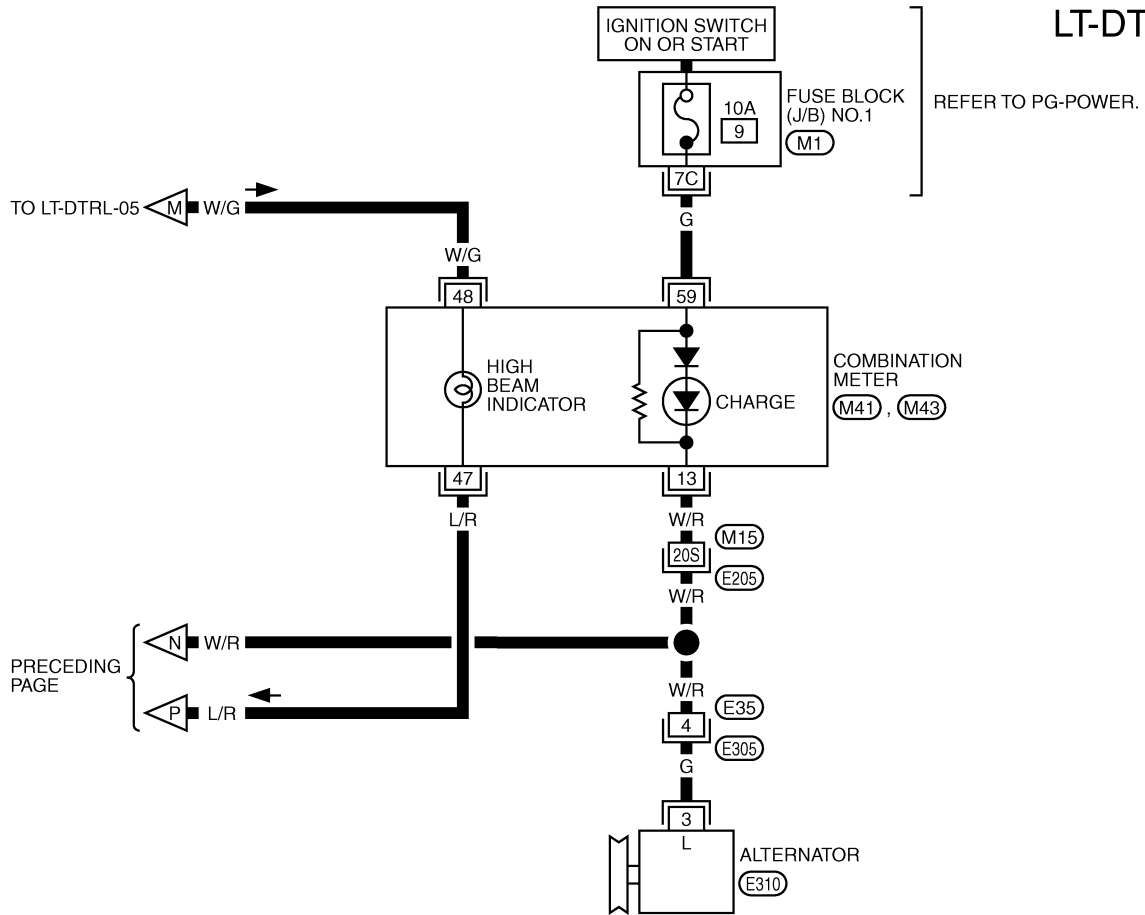 LT-DT
IGNITION SWITCH
ON OR START
10A
9
FUSE BLOCK
(J/B) NO.1
M1
REFER TO PG-POWER.
7C
G
TO LT-DTRL-05
M
W/G
W/G
48
59
HIGH
BEAM
INDICATOR
CHARGE
COMBINATION
METER
M41 , M43
47
13
L/R
W/R
M15
20S
E205
W/R
PRECEDING
PAGE
N
W/R
P
L/R
W/R
E35
4
E305
G
3
L
ALTERNATOR
E310